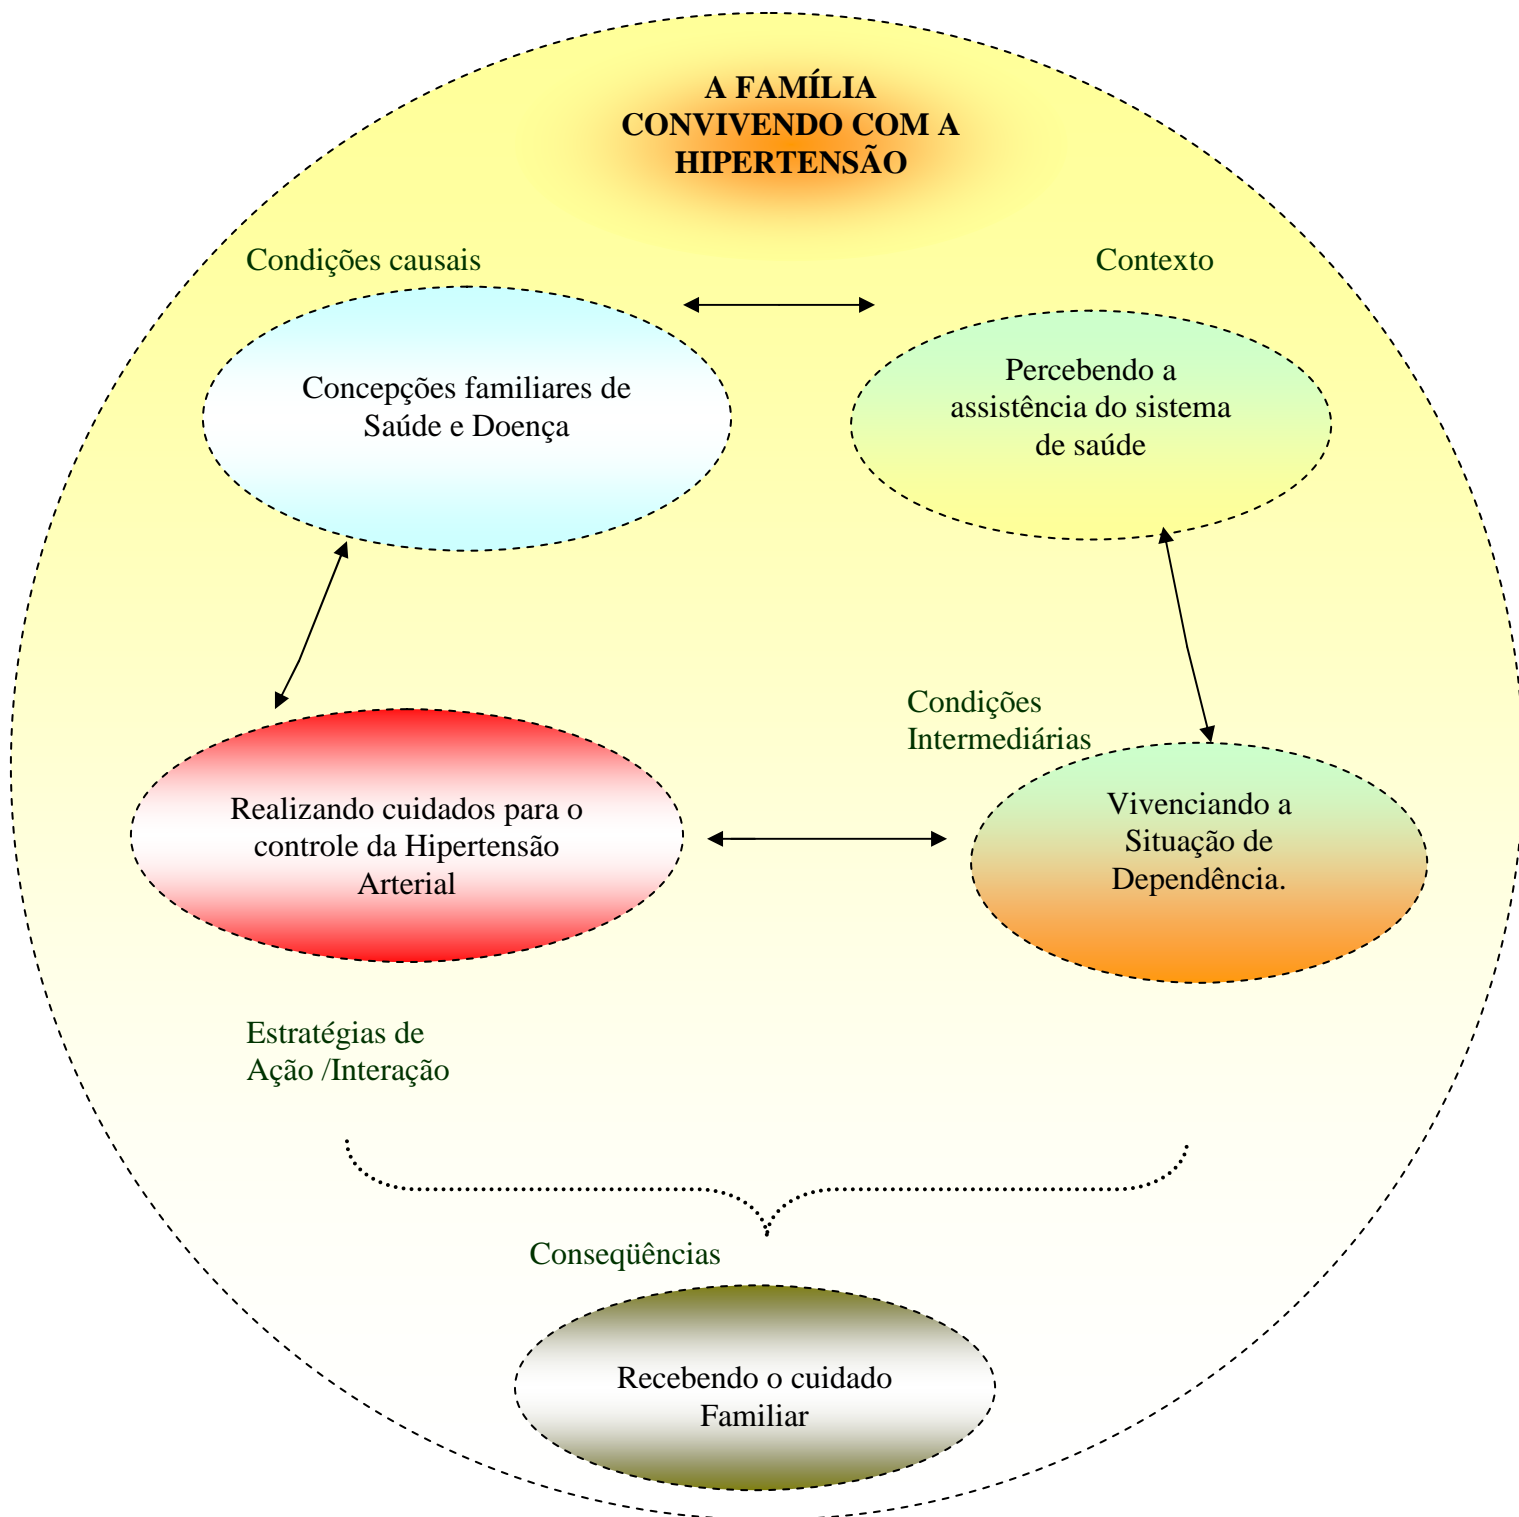 A FAMÍLIA
CONVIVENDO COM A
HIPERTENSÃO
Condições causais
Contexto
Concepções familiares de
Saúde e Doença
Percebendo a
assistência do sistema
de saúde
Condições
Intermediárias
Realizando cuidados para o
controle da Hipertensão
Arterial
Vivenciando a
Situação de
Dependência.
Estratégias de
Ação /Interação
Conseqüências
Recebendo o cuidado
Familiar